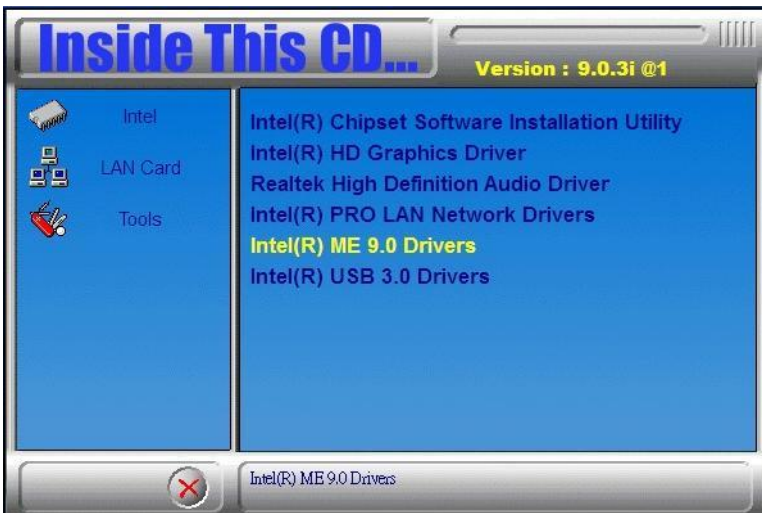 Inside This CD...
Version : 9.0.3i @1
Intel
LAN Card
Tools
Intel(R) Chipset Software Installation Utility
Intel(R) HD Graphics Driver
Realtek High Definition Audio Driver
Intel(R) PRO LAN Network Drivers
Intel(R) ME 9.0 Drivers
Intel(R) USB 3.0 Drivers
Intel(R) ME 9.0 Drivers